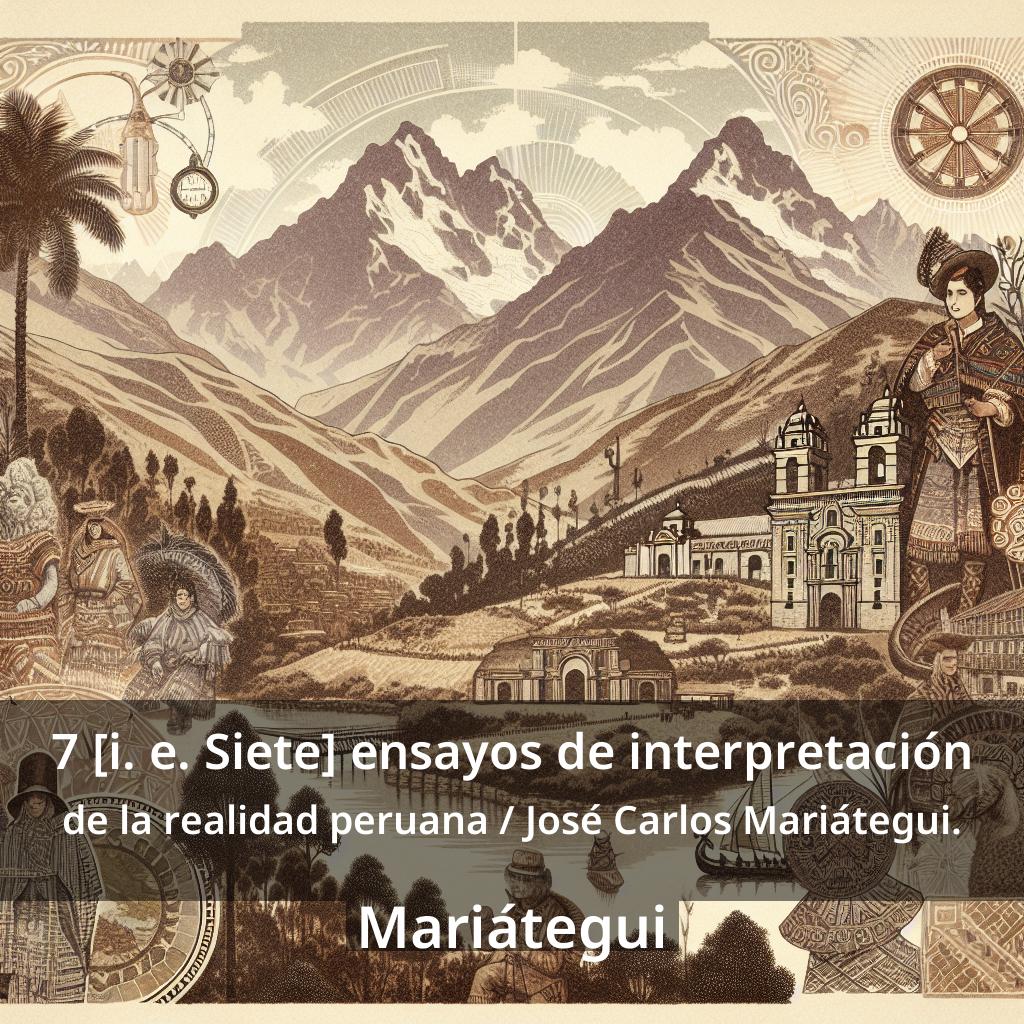 7 [i. e. Siete] ensayos de interpretación
de la realidad peruana / José Carlos Mariátegui.
Mariátegui